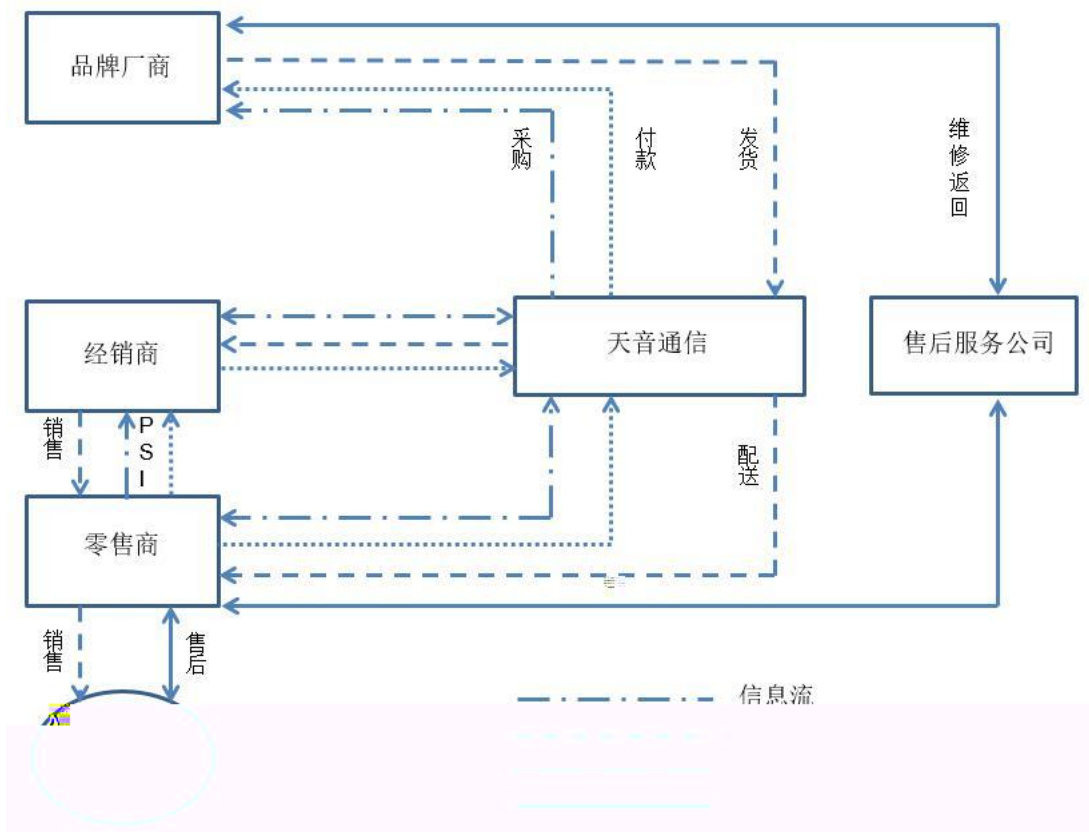 品牌厂商
采购
付款
发货
维修返回
经销商
天音通信
售后服务公司
销售
PSI
配送
零售商
销售
售后
信息流